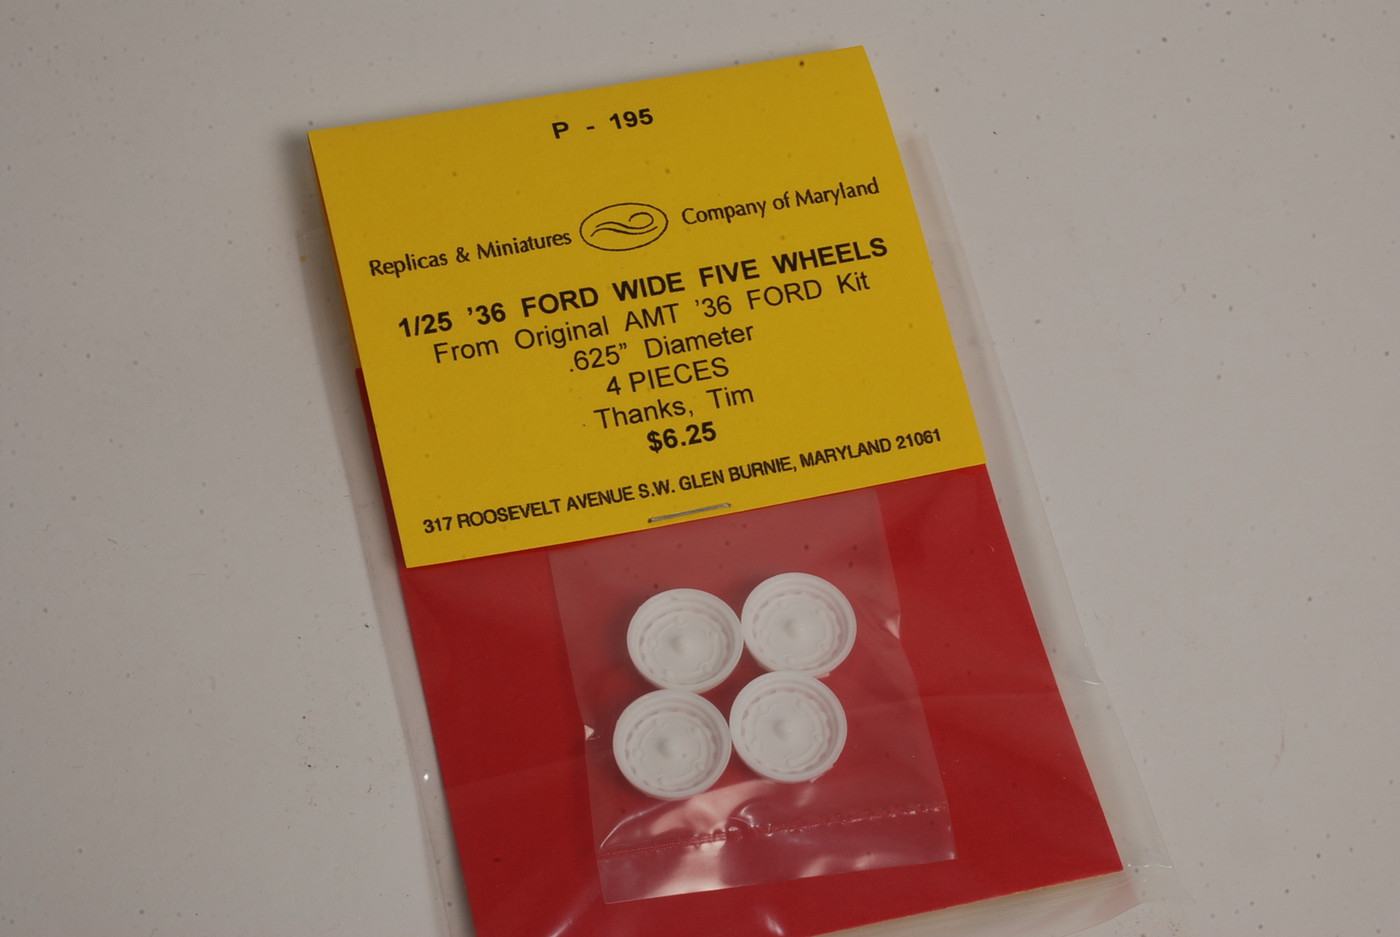 P - 195
Replicas & Miniatures Company of Maryland
1/25 '36 FORD WIDE FIVE WHEELS
From Original AMT '36 FORD Kit
.625” Diameter
4 PIECES
Thanks, Tim
$6.25
317 ROOSEVELT AVENUE S.W. GLEN BURNIE, MARYLAND 21061